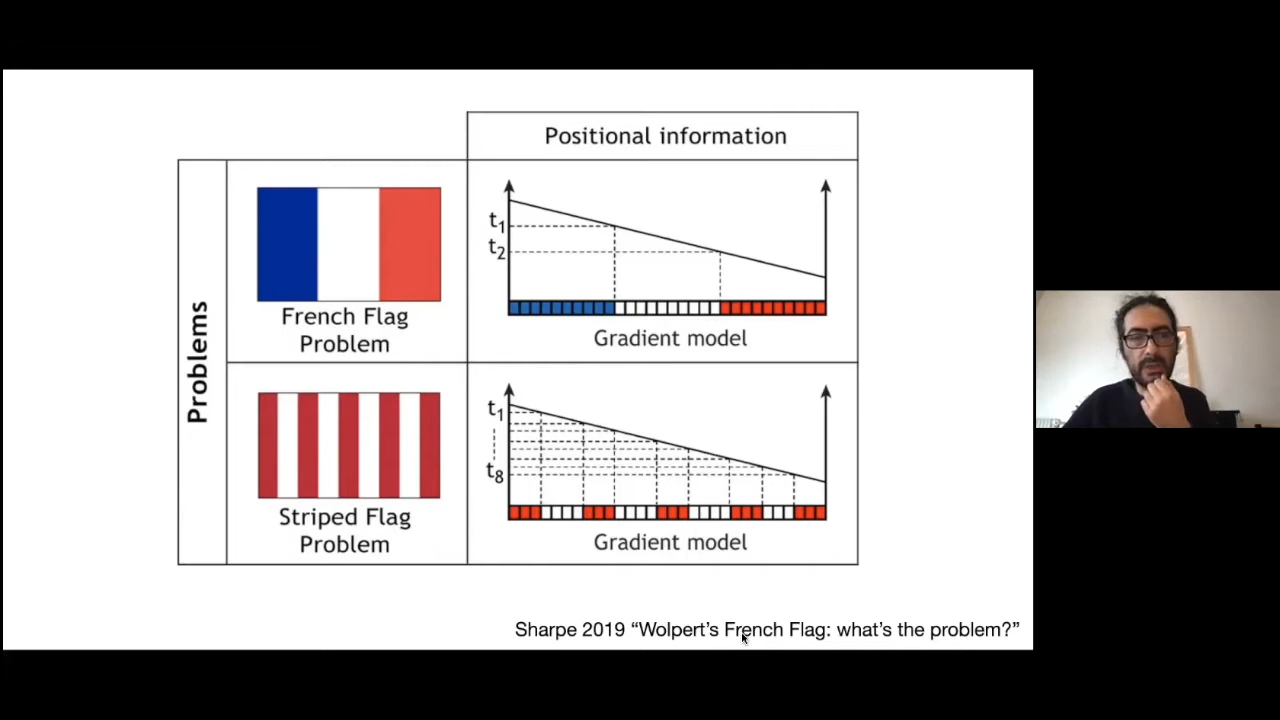 Positional information
Problems
t1
t2
French Flag
Problem
Gradient model
t1
t8
Striped Flag
Problem
Gradient model
Sharpe 2019 “Wolpert’s French Flag: what’s the problem?”